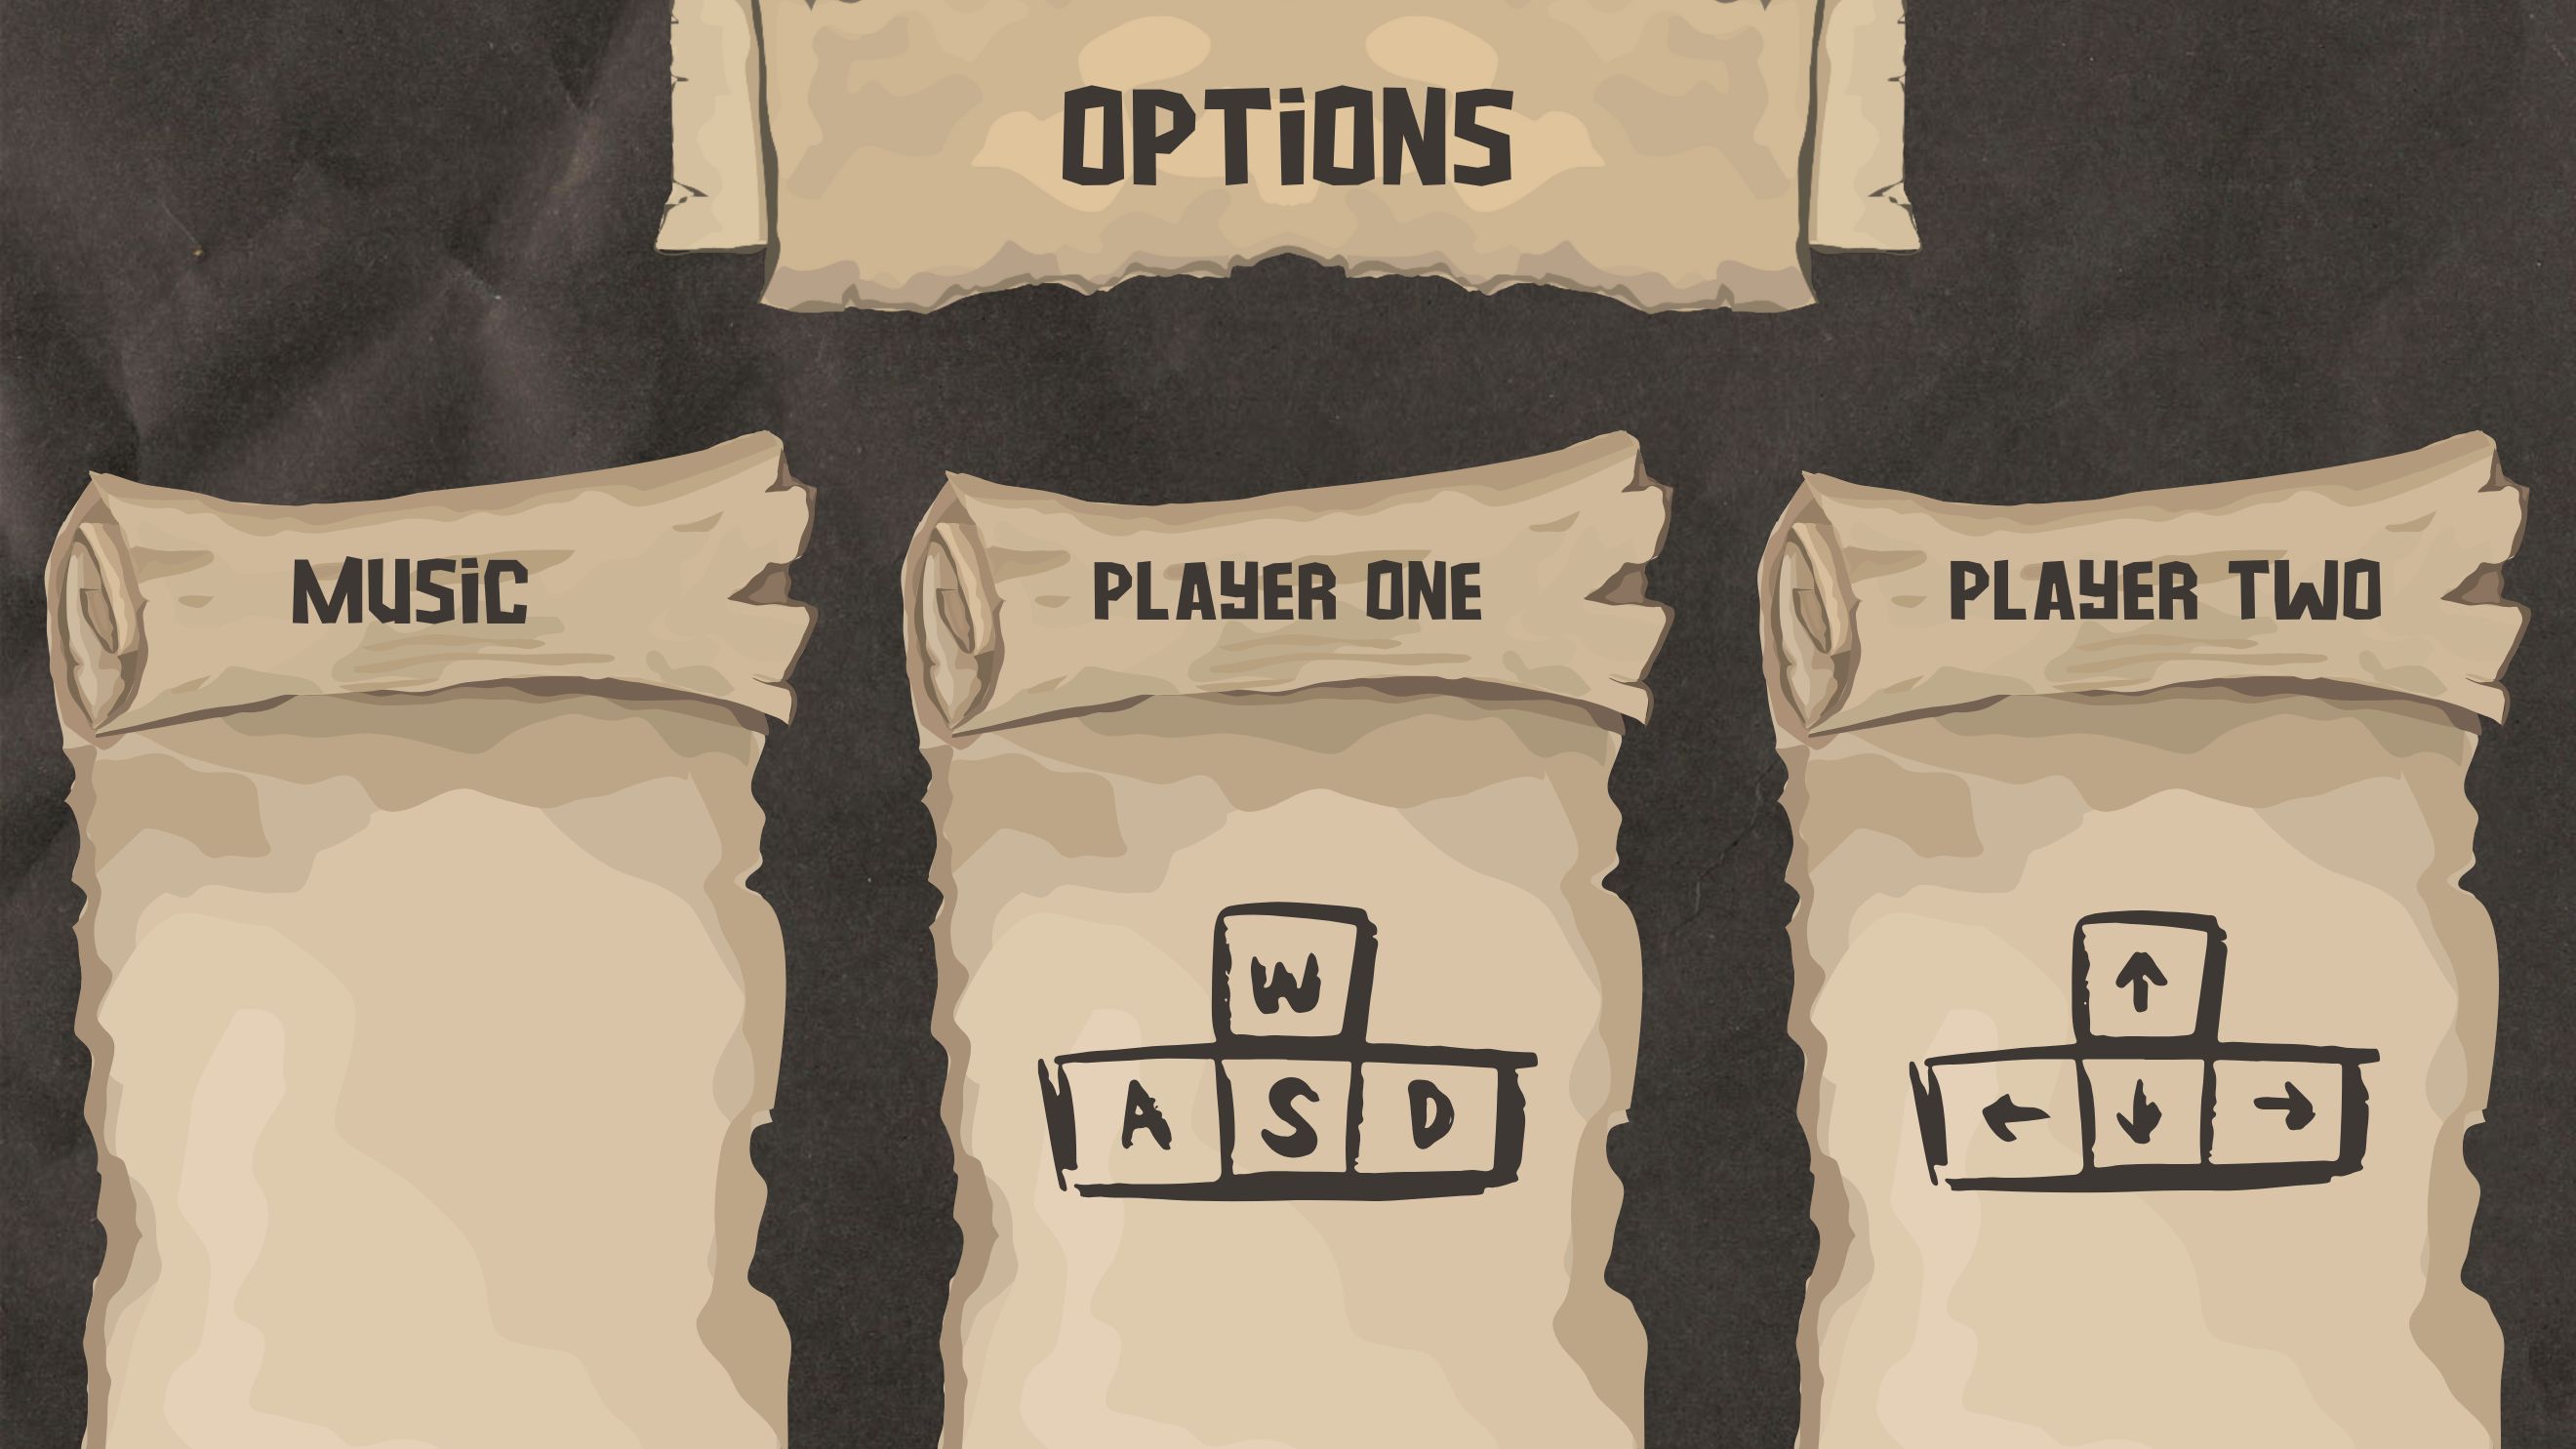 OPTiONS
MUSiC
PLAYER ONE
W
A S D
PLAYER TWO
↑
← ↓ →